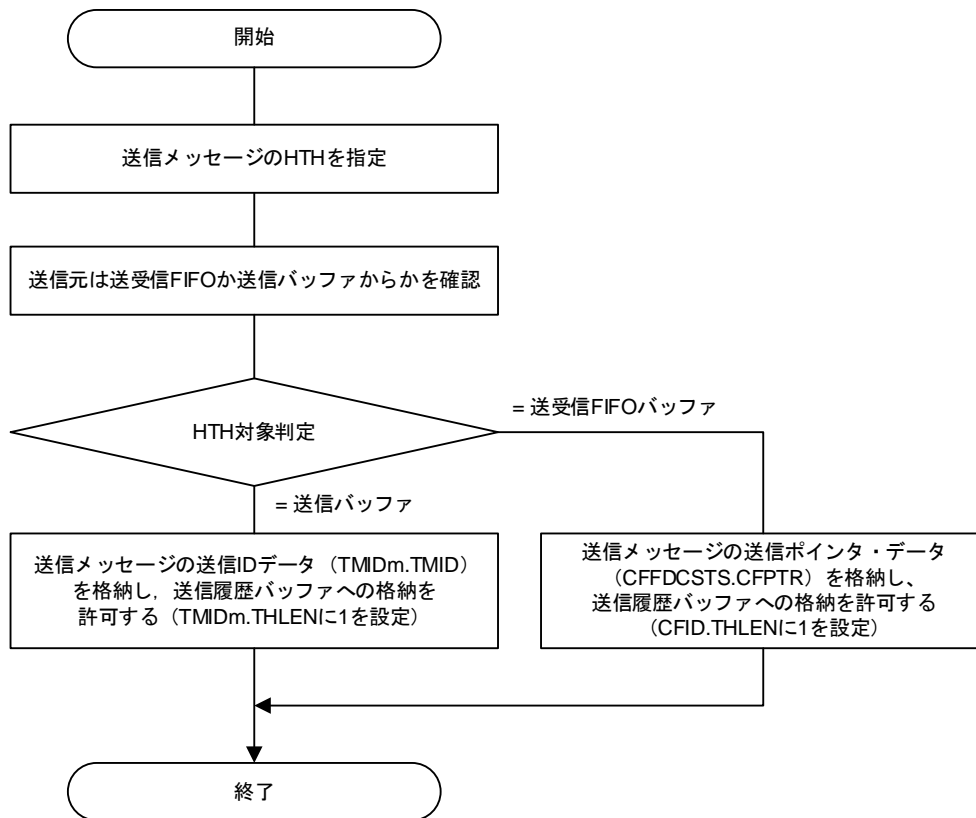 開始
送信メッセージのHTHを指定
送信元は送受信FIFOか送信バッファからかを確認
HTH対象判定
= 送受信FIFOバッファ
= 送信バッファ
送信メッセージの送信IDデータ（TMIDm.TMID）
を格納し，送信履歴バッファへの格納を
許可する（TMIDm.THLENに1を設定）
送信メッセージの送信ポインタ・データ
（CFFDCSTS.CFPTR）を格納し、
送信履歴バッファへの格納を許可する
（CFID.THLENに1を設定）
終了